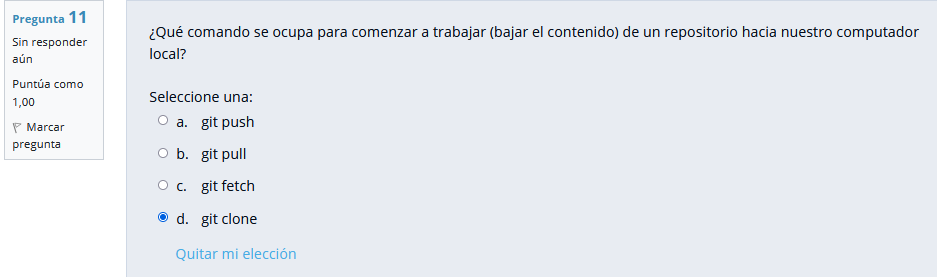 Pregunta 11
Sin responder
aún
Puntúa como
1,00
Marcar
pregunta
¿Qué comando se ocupa para comenzar a trabajar (bajar el contenido) de un repositorio hacia nuestro computador
local?
Seleccione una:
a. git push
b. git pull
c. git fetch
d. git clone
Quitar mi elección